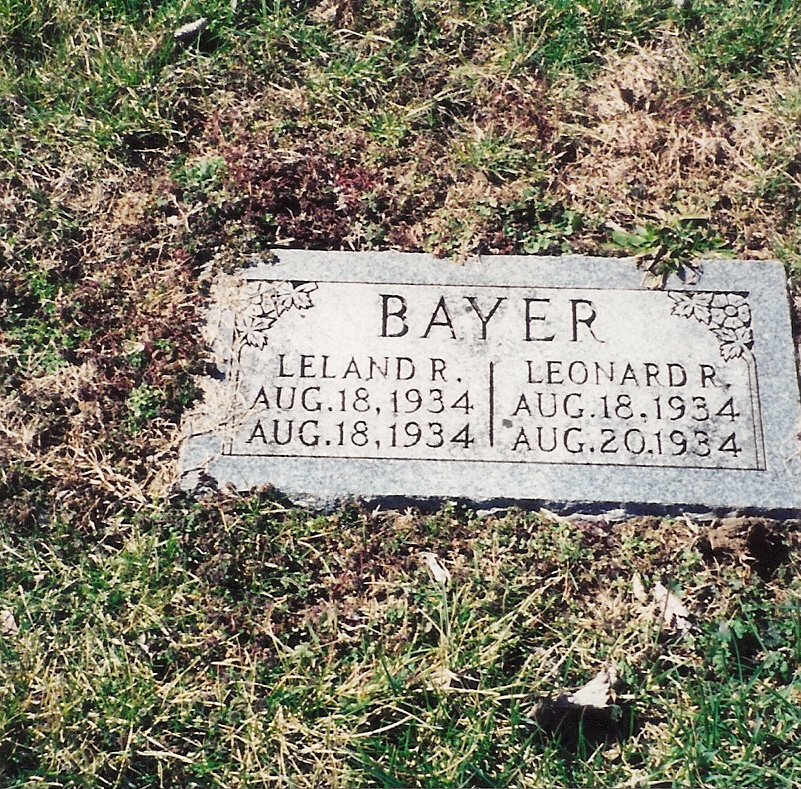 BAYER
LELAND R. LEONARD R.
AUG. 18, 1934 AUG. 18, 1934
AUG. 18, 1934 AUG. 20, 1934